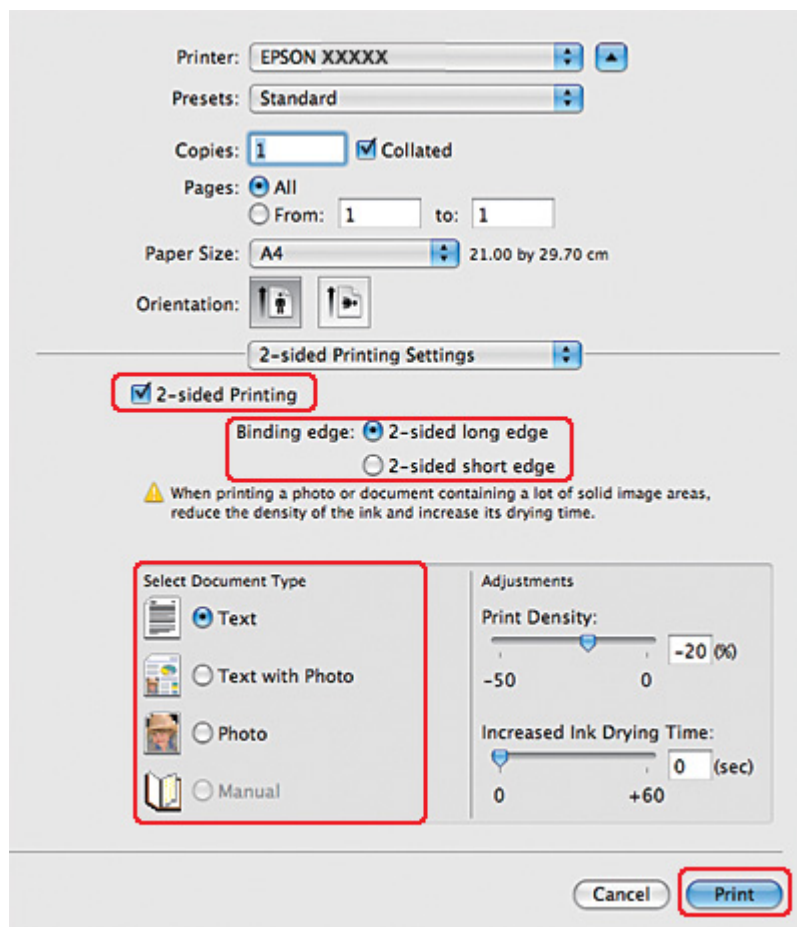 Printer: EPSON XXXXX
Presets: Standard
Copies: 1 Collated
Pages: All
From: 1 to: 1
Paper Size: A4 21.00 by 29.70 cm
Orientation:
2-sided Printing Settings
2-sided Printing
Binding edge: 2-sided long edge
2-sided short edge
When printing a photo or document containing a lot of solid image areas,
reduce the density of the ink and increase its drying time.
Select Document Type
Text
Text with Photo
Photo
Manual
Adjustments
Print Density:
-20 (%)
-50 0
Increased Ink Drying Time:
0 (sec)
0 +60
Cancel Print